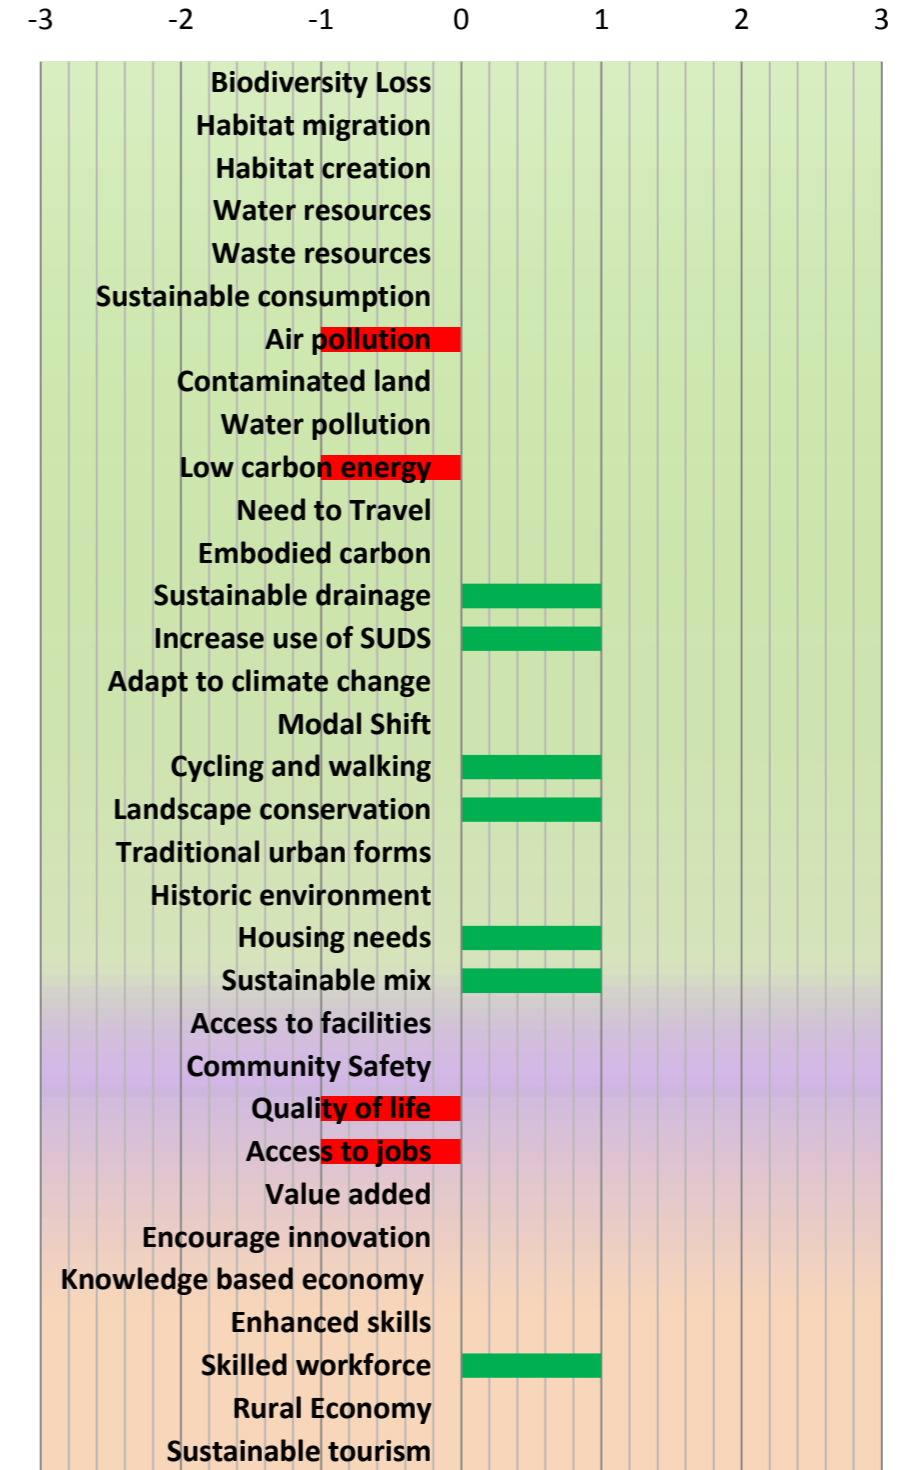 -3 -2 -1 0 1 2 3
Biodiversity Loss
Habitat migration
Habitat creation
Water resources
Waste resources
Sustainable consumption
Air pollution
Contaminated land
Water pollution
Low carbon energy
Need to Travel
Embodied carbon
Sustainable drainage
Increase use of SUDS
Adapt to climate change
Modal Shift
Cycling and walking
Landscape conservation
Traditional urban forms
Historic environment
Housing needs
Sustainable mix
Access to facilities
Community Safety
Quality of life
Access to jobs
Value added
Encourage innovation
Knowledge based economy
Enhanced skills
Skilled workforce
Rural Economy
Sustainable tourism